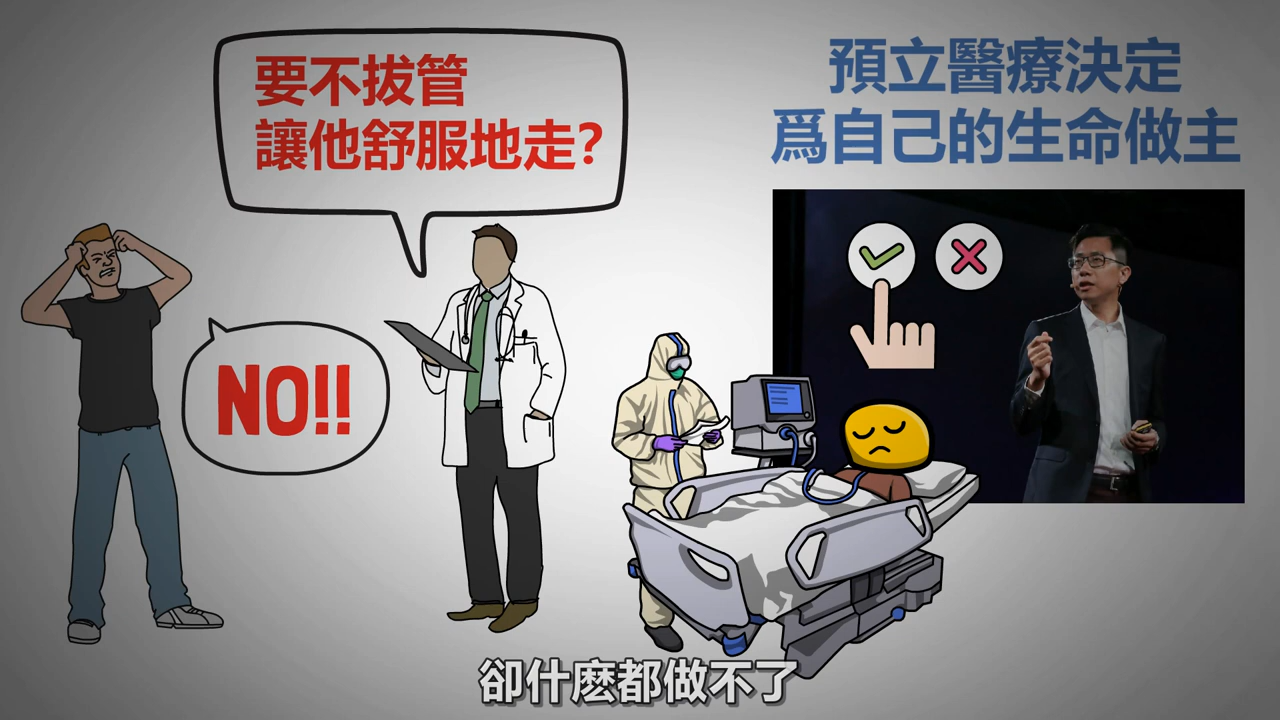 要不拔管
讓他舒服地走?
預立醫療決定
爲自己的生命做主
NO!!
卻什麽都做不了